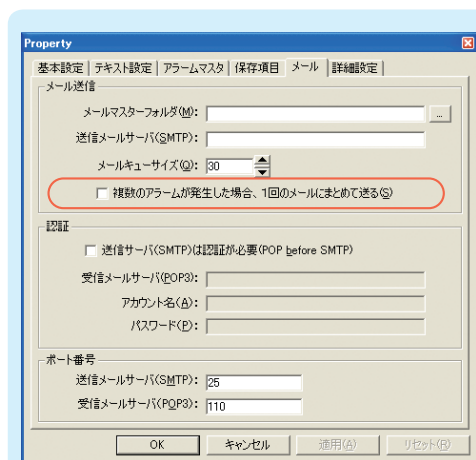 Property
基本設定 テキスト設定 アラームマスタ 保存項目 メール 詳細設定
メール送信
メールマスターフォルダ(M): ...
送信メールサーバ(SMTP):
メールキューサイズ(Q): 30
複数のアラームが発生した場合、1回のメールにまとめて送る(S)
認証
送信サーバ(SMTP)は認証が必要(POP before SMTP)
受信メールサーバ(POP3):
アカウント名(A):
パスワード(P):
ポート番号
送信メールサーバ(SMTP): 25
受信メールサーバ(POP3): 110
OK キャンセル 適用(A) リセット(R)